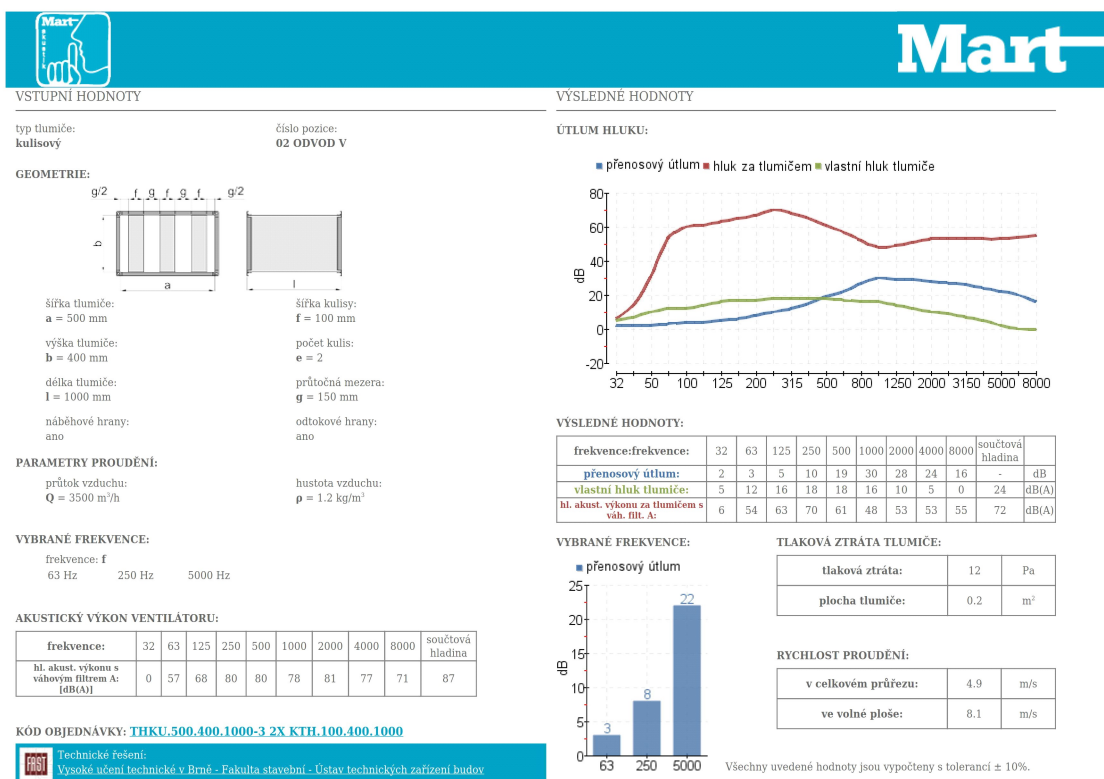 Mart
AKUSTIK
Mart
VSTUPNÍ HODNOTY
typ tlumiče:
kulisový
číslo pozice:
02 ODVOD V
GEOMETRIE:
g/2 f g f g f g/2
b
a
l
šířka tlumiče:
a = 500 mm
šířka kulisy:
f = 100 mm
výška tlumiče:
b = 400 mm
počet kulis:
e = 2
délka tlumiče:
l = 1000 mm
průtočná mezera:
g = 150 mm
náběhové hrany:
ano
odtokové hrany:
ano
PARAMETRY PROUDĚNÍ:
průtok vzduchu:
Q = 3500 m³/h
hustota vzduchu:
ρ = 1.2 kg/m³
VYBRANÉ FREKVENCE:
frekvence: f
63 Hz 250 Hz 5000 Hz
AKUSTICKÝ VÝKON VENTILÁTORU:
frekvence: 32 63 125 250 500 1000 2000 4000 8000 součtová
hladina
hl. akust. výkonu s
váhovým filtrem A:
[dB(A)]
0 57 68 80 80 78 81 77 71 87
KÓD OBJEDNÁVKY: THKU.500.400.1000-3 2X KTH.100.400.1000
FAST
Technické řešení:
Vysoké učení technické v Brně - Fakulta stavební - Ústav technických zařízení budov
VÝSLEDNÉ HODNOTY
ÚTLUM HLUKU:
přenosový útlum hluk za tlumičem vlastní hluk tlumiče
80
60
40
20
0
-20
dB
32 50 100 125 200 315 500 800 1250 2000 3150 5000 8000
VÝSLEDNÉ HODNOTY:
frekvence:frekvence: 32 63 125 250 500 1000 2000 4000 8000 součtová
hladina
přenosový útlum: 2 3 5 10 19 30 28 24 16 - dB
vlastní hluk tlumiče: 5 12 16 18 18 16 10 5 0 24 dB(A)
hl. akust. výkonu za tlumičem s
váh. filt. A:
6 54 63 70 61 48 53 53 55 72 dB(A)
VYBRANÉ FREKVENCE:
přenosový útlum
25
20
15
10
5
0
dB
3 8 22
63 250 5000
TLAKOVÁ ZTRÁTA TLUMIČE:
tlaková ztráta: 12 Pa
plocha tlumiče: 0.2 m²
RYCHLOST PROUDĚNÍ:
v celkovém průřezu: 4.9 m/s
ve volné ploše: 8.1 m/s
Všechny uvedené hodnoty jsou vypočteny s tolerancí ± 10%.